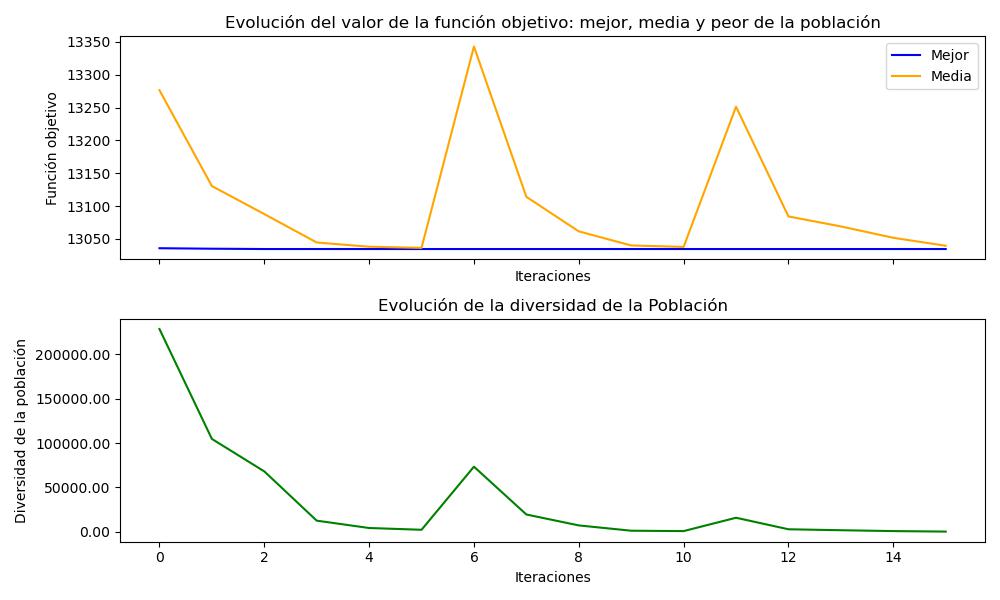 Evolución del valor de la función objetivo: mejor, media y peor de la población
13350
13300
13250
13200
13150
13100
13050
Función objetivo
Mejor
Media
Iteraciones
Evolución de la diversidad de la Población
200000.00
150000.00
100000.00
50000.00
0.00
Diversidad de la población
0 2 4 6 8 10 12 14
Iteraciones